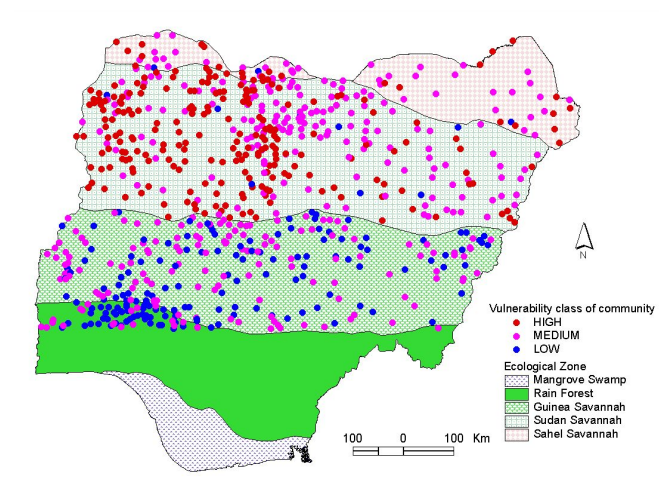 N
Vulnerability class of community
HIGH
MEDIUM
LOW
Ecological Zone
Mangrove Swamp
Rain Forest
Guinea Savannah
Sudan Savannah
Sahel Savannah
100 0 100 Km